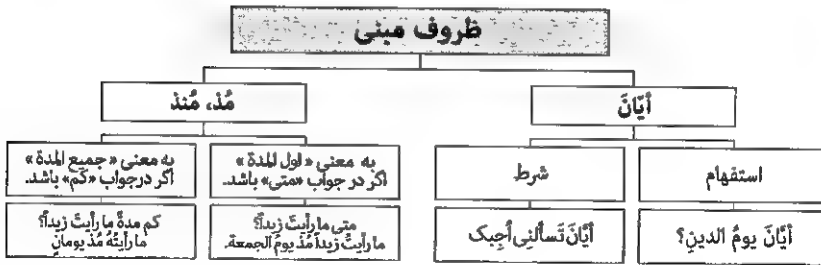 ظروف مبنی
أیّانَ
مُذ، مُنذ
استفهام
شرط
به معنی «اول المدة»
اگر در جواب «متی» باشد.
به معنی «جمیع المدة»
اگر درجواب «کَم» باشد.
أیّانَ یومُ الدینِ؟
أیّانَ تَسألنِی اُجِبکَ
متی ما رأیتَ زیداً؟
ما رأیتُ زیداً مُذ یومُ الجمعة.
کم مدةً ما رأیتَ زیداً؟
ما رأیتُهُ مُذ یومانِ